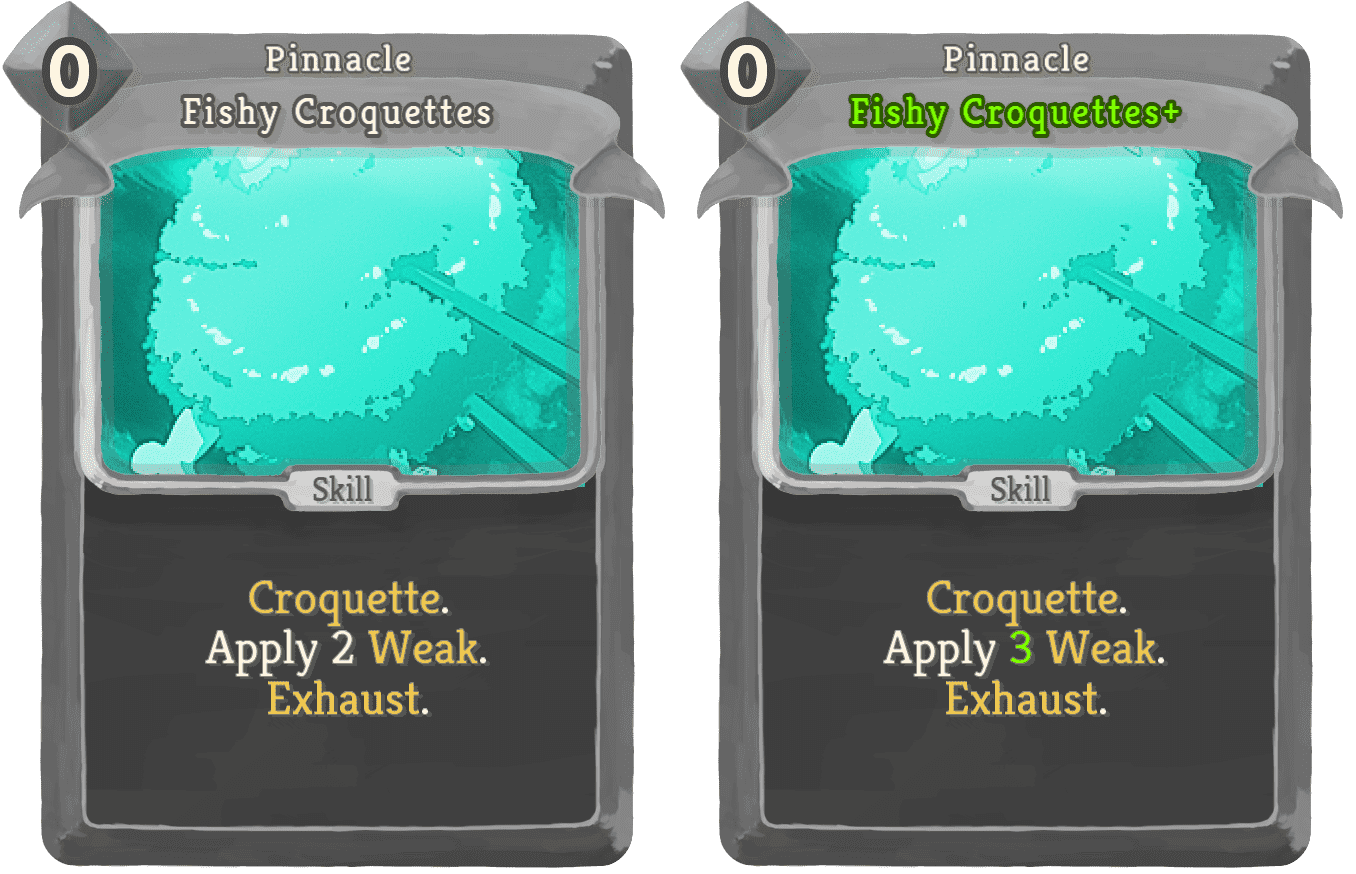 0
Pinnacle
Fishy Croquettes
Skill
Croquette.
Apply 2 Weak.
Exhaust.
0
Pinnacle
Fishy Croquettes+
Skill
Croquette.
Apply 3 Weak.
Exhaust.